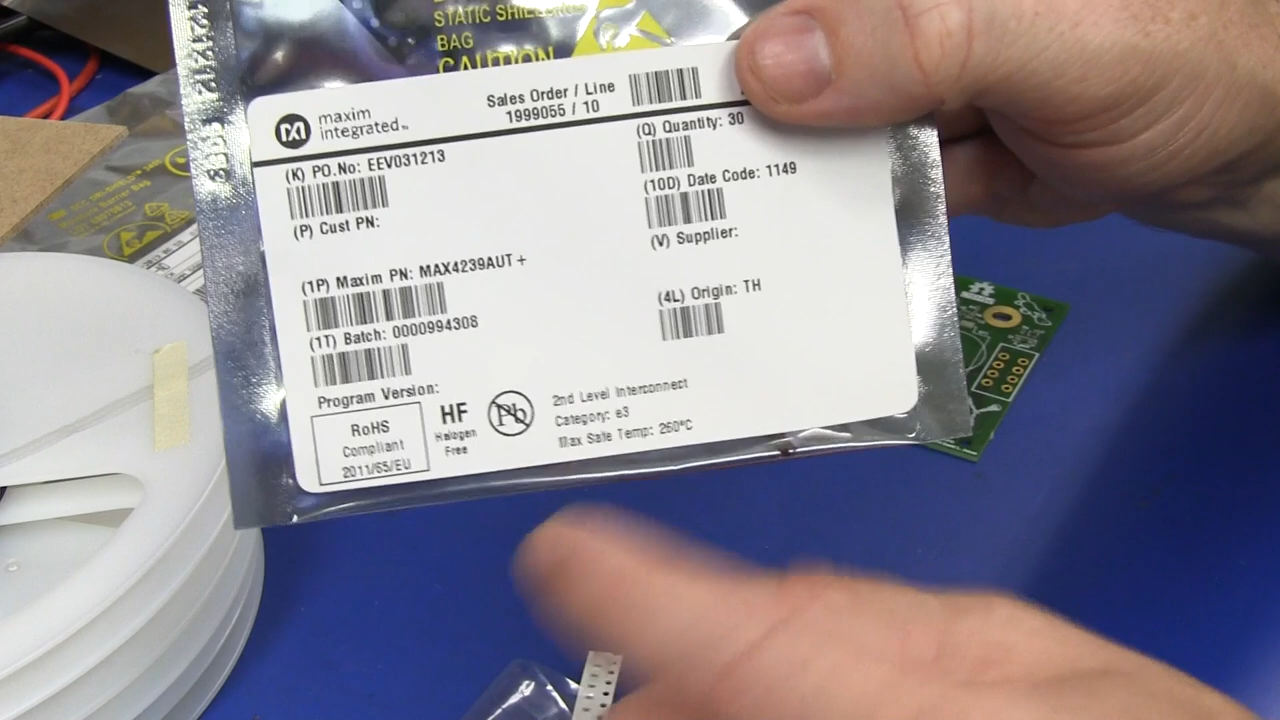 STATIC SHIELDING
BAG
CAUTION
maxim
integrated™
Sales Order / Line
1999055 / 10
(K) PO.No: EEV031213
(Q) Quantity: 30
(P) Cust PN:
(10D) Date Code: 1149
(V) Supplier:
(1P) Maxim PN: MAX4239AUT+
(4L) Origin: TH
(1T) Batch: 0000994308
Program Version:
RoHS
Compliant
2011/65/EU
HF
Halogen
Free
Pb
2nd Level Interconnect
Category: e3
Max Safe Temp: 260°C